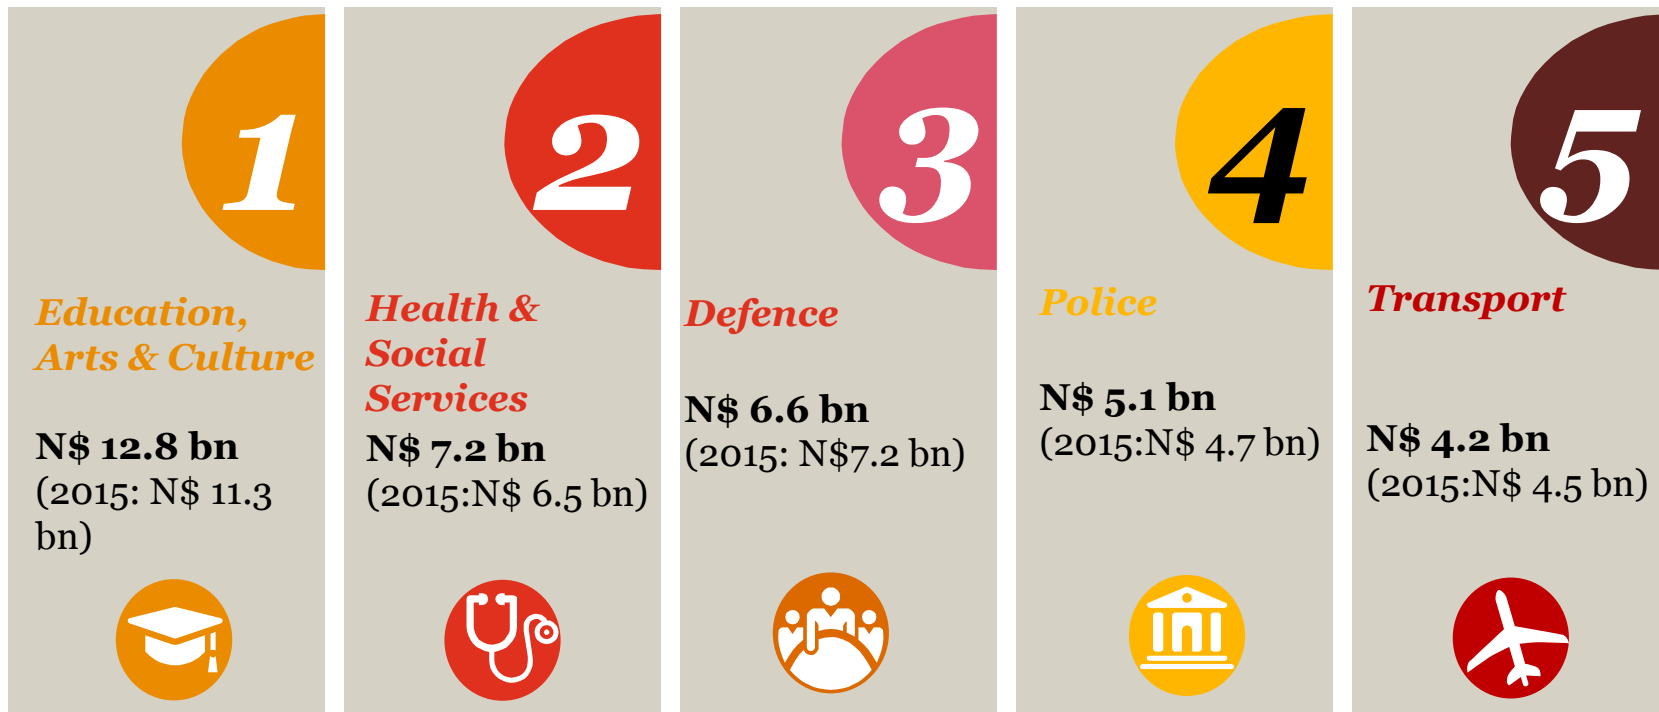 1
Education,
Arts & Culture
N$ 12.8 bn
(2015: N$ 11.3
bn)
2
Health &
Social
Services
N$ 7.2 bn
(2015:N$ 6.5 bn)
3
Defence
N$ 6.6 bn
(2015: N$7.2 bn)
4
Police
N$ 5.1 bn
(2015:N$ 4.7 bn)
5
Transport
N$ 4.2 bn
(2015:N$ 4.5 bn)